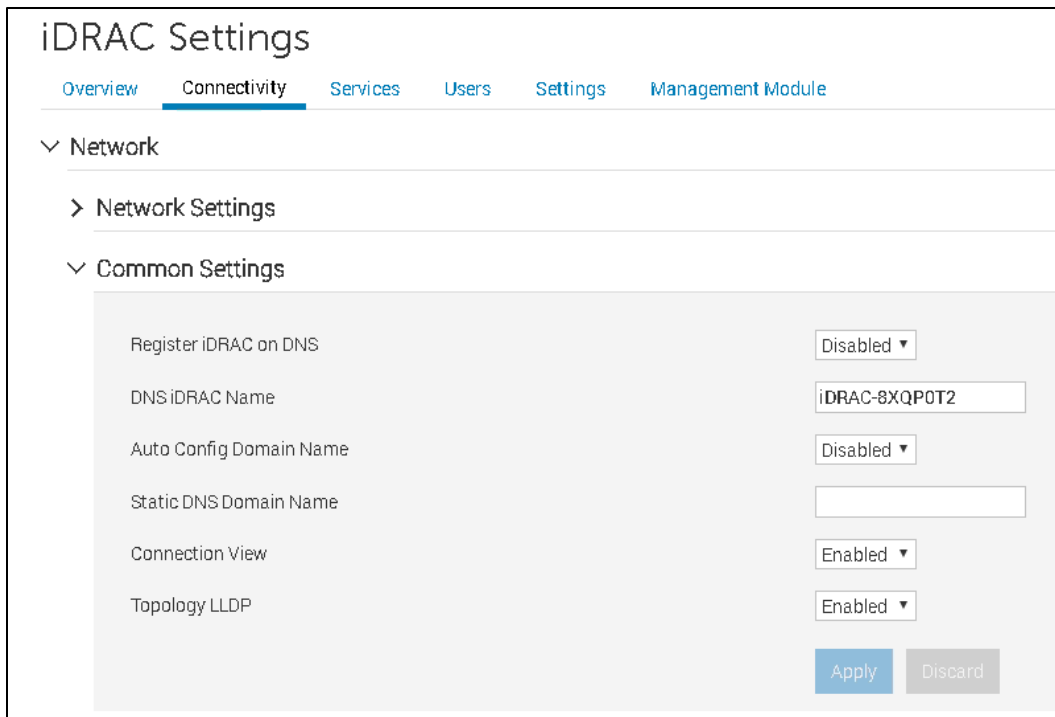 iDRAC Settings
Overview Connectivity Services Users Settings Management Module
Network
Network Settings
Common Settings
Register iDRAC on DNS Disabled
DNS iDRAC Name iDRAC-8XQP0T2
Auto Config Domain Name Disabled
Static DNS Domain Name
Connection View Enabled
Topology LLDP Enabled
Apply Discard